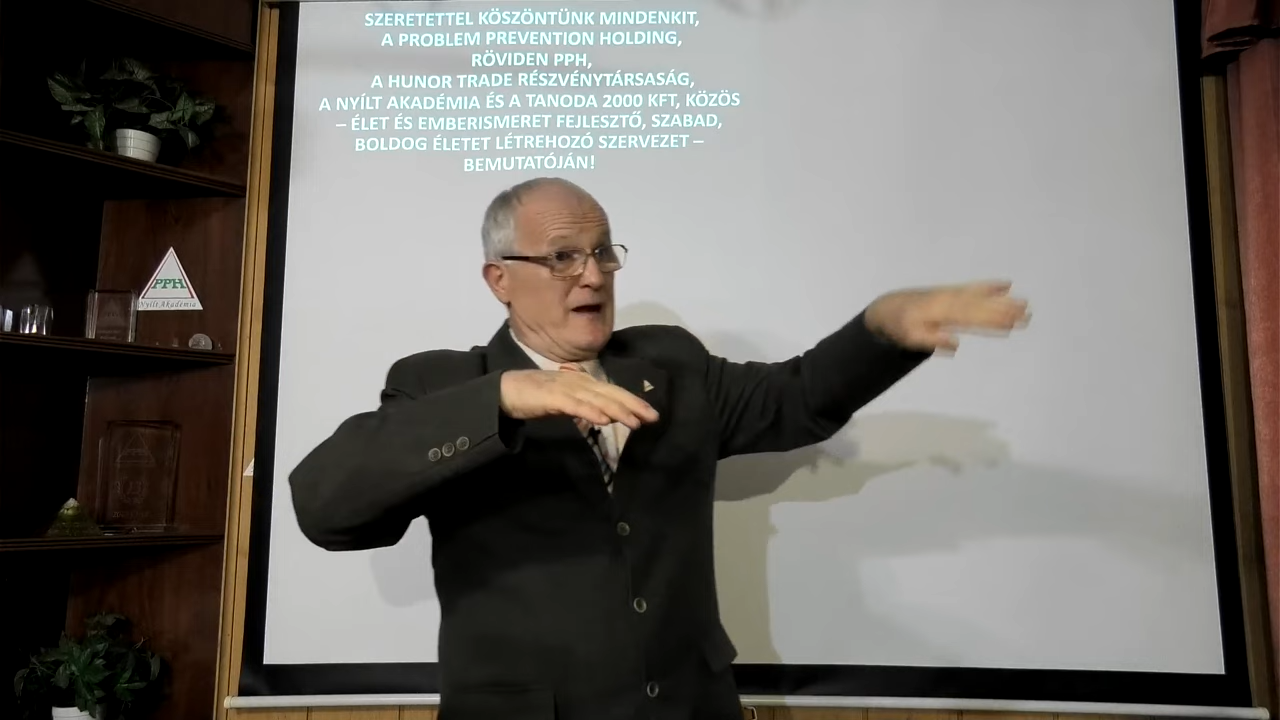 SZERETETTEL KÖSZÖNTÜNK MINDENKIT,
A PROBLEM PREVENTION HOLDING,
RÖVIDEN PPH,
A HUNOR TRADE RÉSZVÉNYTÁRSASÁG,
A NYÍLT AKADÉMIA ÉS A TANODA 2000 KFT, KÖZÖS
– ÉLET ÉS EMBERISMERET FEJLESZTŐ, SZABAD,
BOLDOG ÉLETET LÉTREHOZÓ SZERVEZET –
BEMUTATÓJÁN!
PPH
Nyílt Akadémia